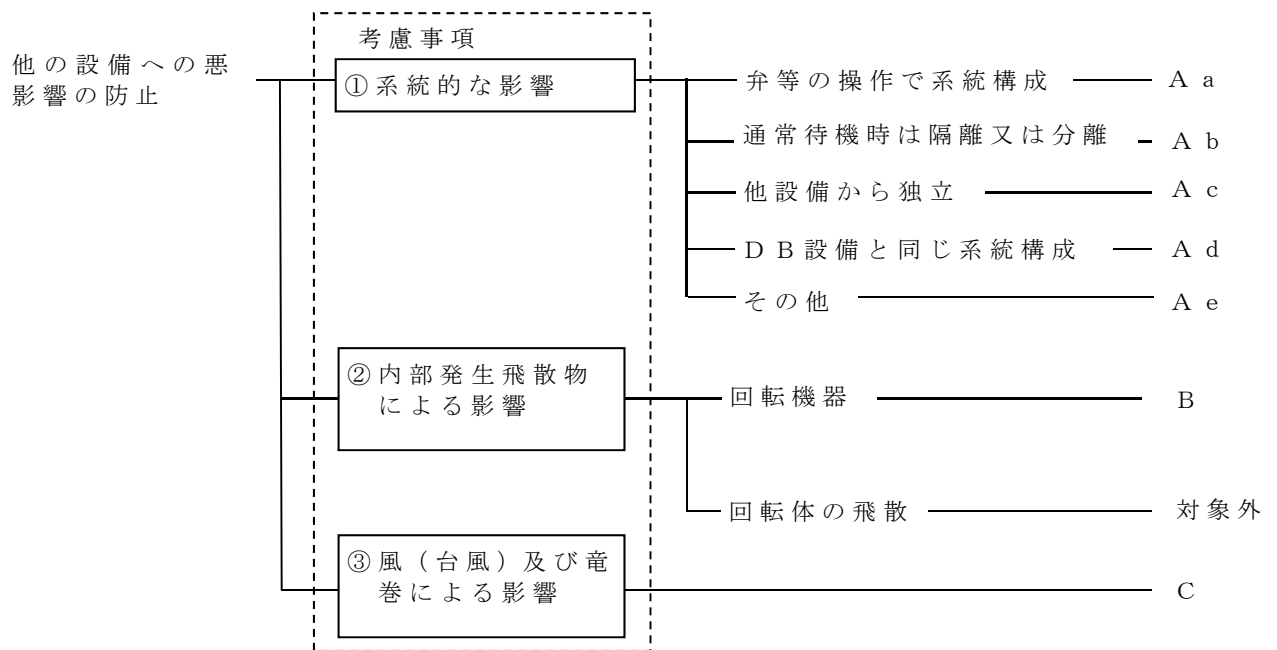 考慮事項
他の設備への悪
影響の防止
①系統的な影響
弁等の操作で系統構成
Ａａ
通常待機時は隔離又は分離
Ａｂ
他設備から独立
Ａｃ
ＤＢ設備と同じ系統構成
Ａｄ
その他
Ａｅ
②内部発生飛散物
による影響
回転機器
Ｂ
回転体の飛散
対象外
③風（台風）及び竜
巻による影響
Ｃ